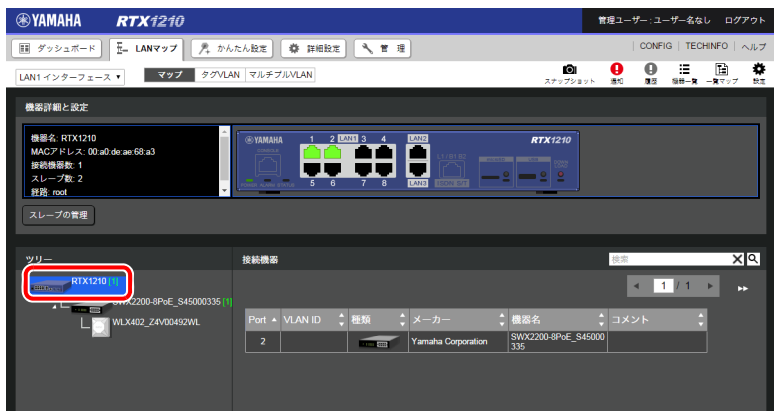 YAMAHA RTX1210 管理ユーザー : ユーザー名なし ログアウト
ダッシュボード LANマップ かんたん設定 詳細設定 管 理 CONFIG TECHINFO ヘルプ
LAN1 インターフェース マップ タグVLAN マルチプルVLAN スナップショット 通知 履歴 機器一覧 一覧マップ 設定
機器詳細と設定
機器名: RTX1210
MACアドレス: 00:a0:de:ae:68:a3
接続機器数: 1
スレーブ数: 2
経路: root
YAMAHA 1 2 LAN1 3 4 LAN2 RTX1210
CONSOLE
POWER ALARM STATUS 5 6 7 8 LAN3 ISDN S/T
スレーブの管理
ツリー
RTX1210 [1]
SWX2200-8PoE_S45000335 [1]
WLX402_Z4V00492WL
接続機器 検索
1 / 1
Port VLAN ID 種類 メーカー 機器名 コメント
2 Yamaha Corporation SWX2200-8PoE_S45000
335